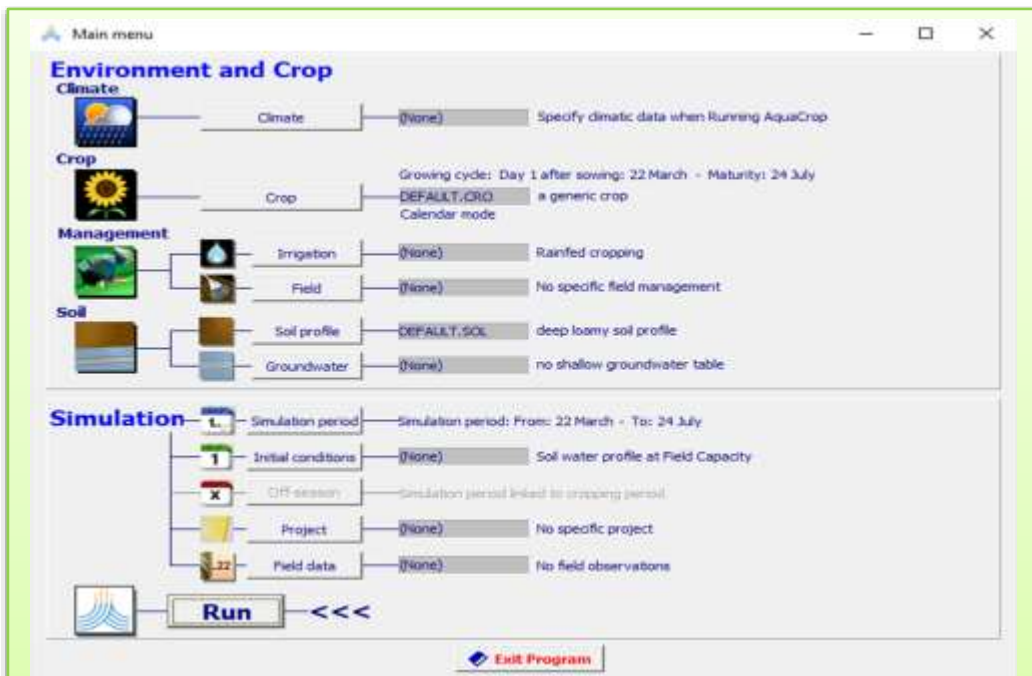 Main menu
Environment and Crop
Climate
Climate (None) Specify climatic data when Running AquaCrop
Crop
Growing cycle: Day 1 after sowing: 22 March - Maturity: 24 July
Crop DEFAULT.CRO a generic crop
Calendar mode
Management
Irrigation (None) Rainfed cropping
Field (None) No specific field management
Soil
Soil profile DEFAULT.SOL deep loamy soil profile
Groundwater (None) no shallow groundwater table
Simulation 1.. Simulation period Simulation period: From: 22 March - To: 24 July
1 Initial conditions (None) Soil water profile at Field Capacity
X Off-season Simulation period linked to cropping period
Project (None) No specific project
.22 Field data (None) No field observations
Run <<<
Exit Program